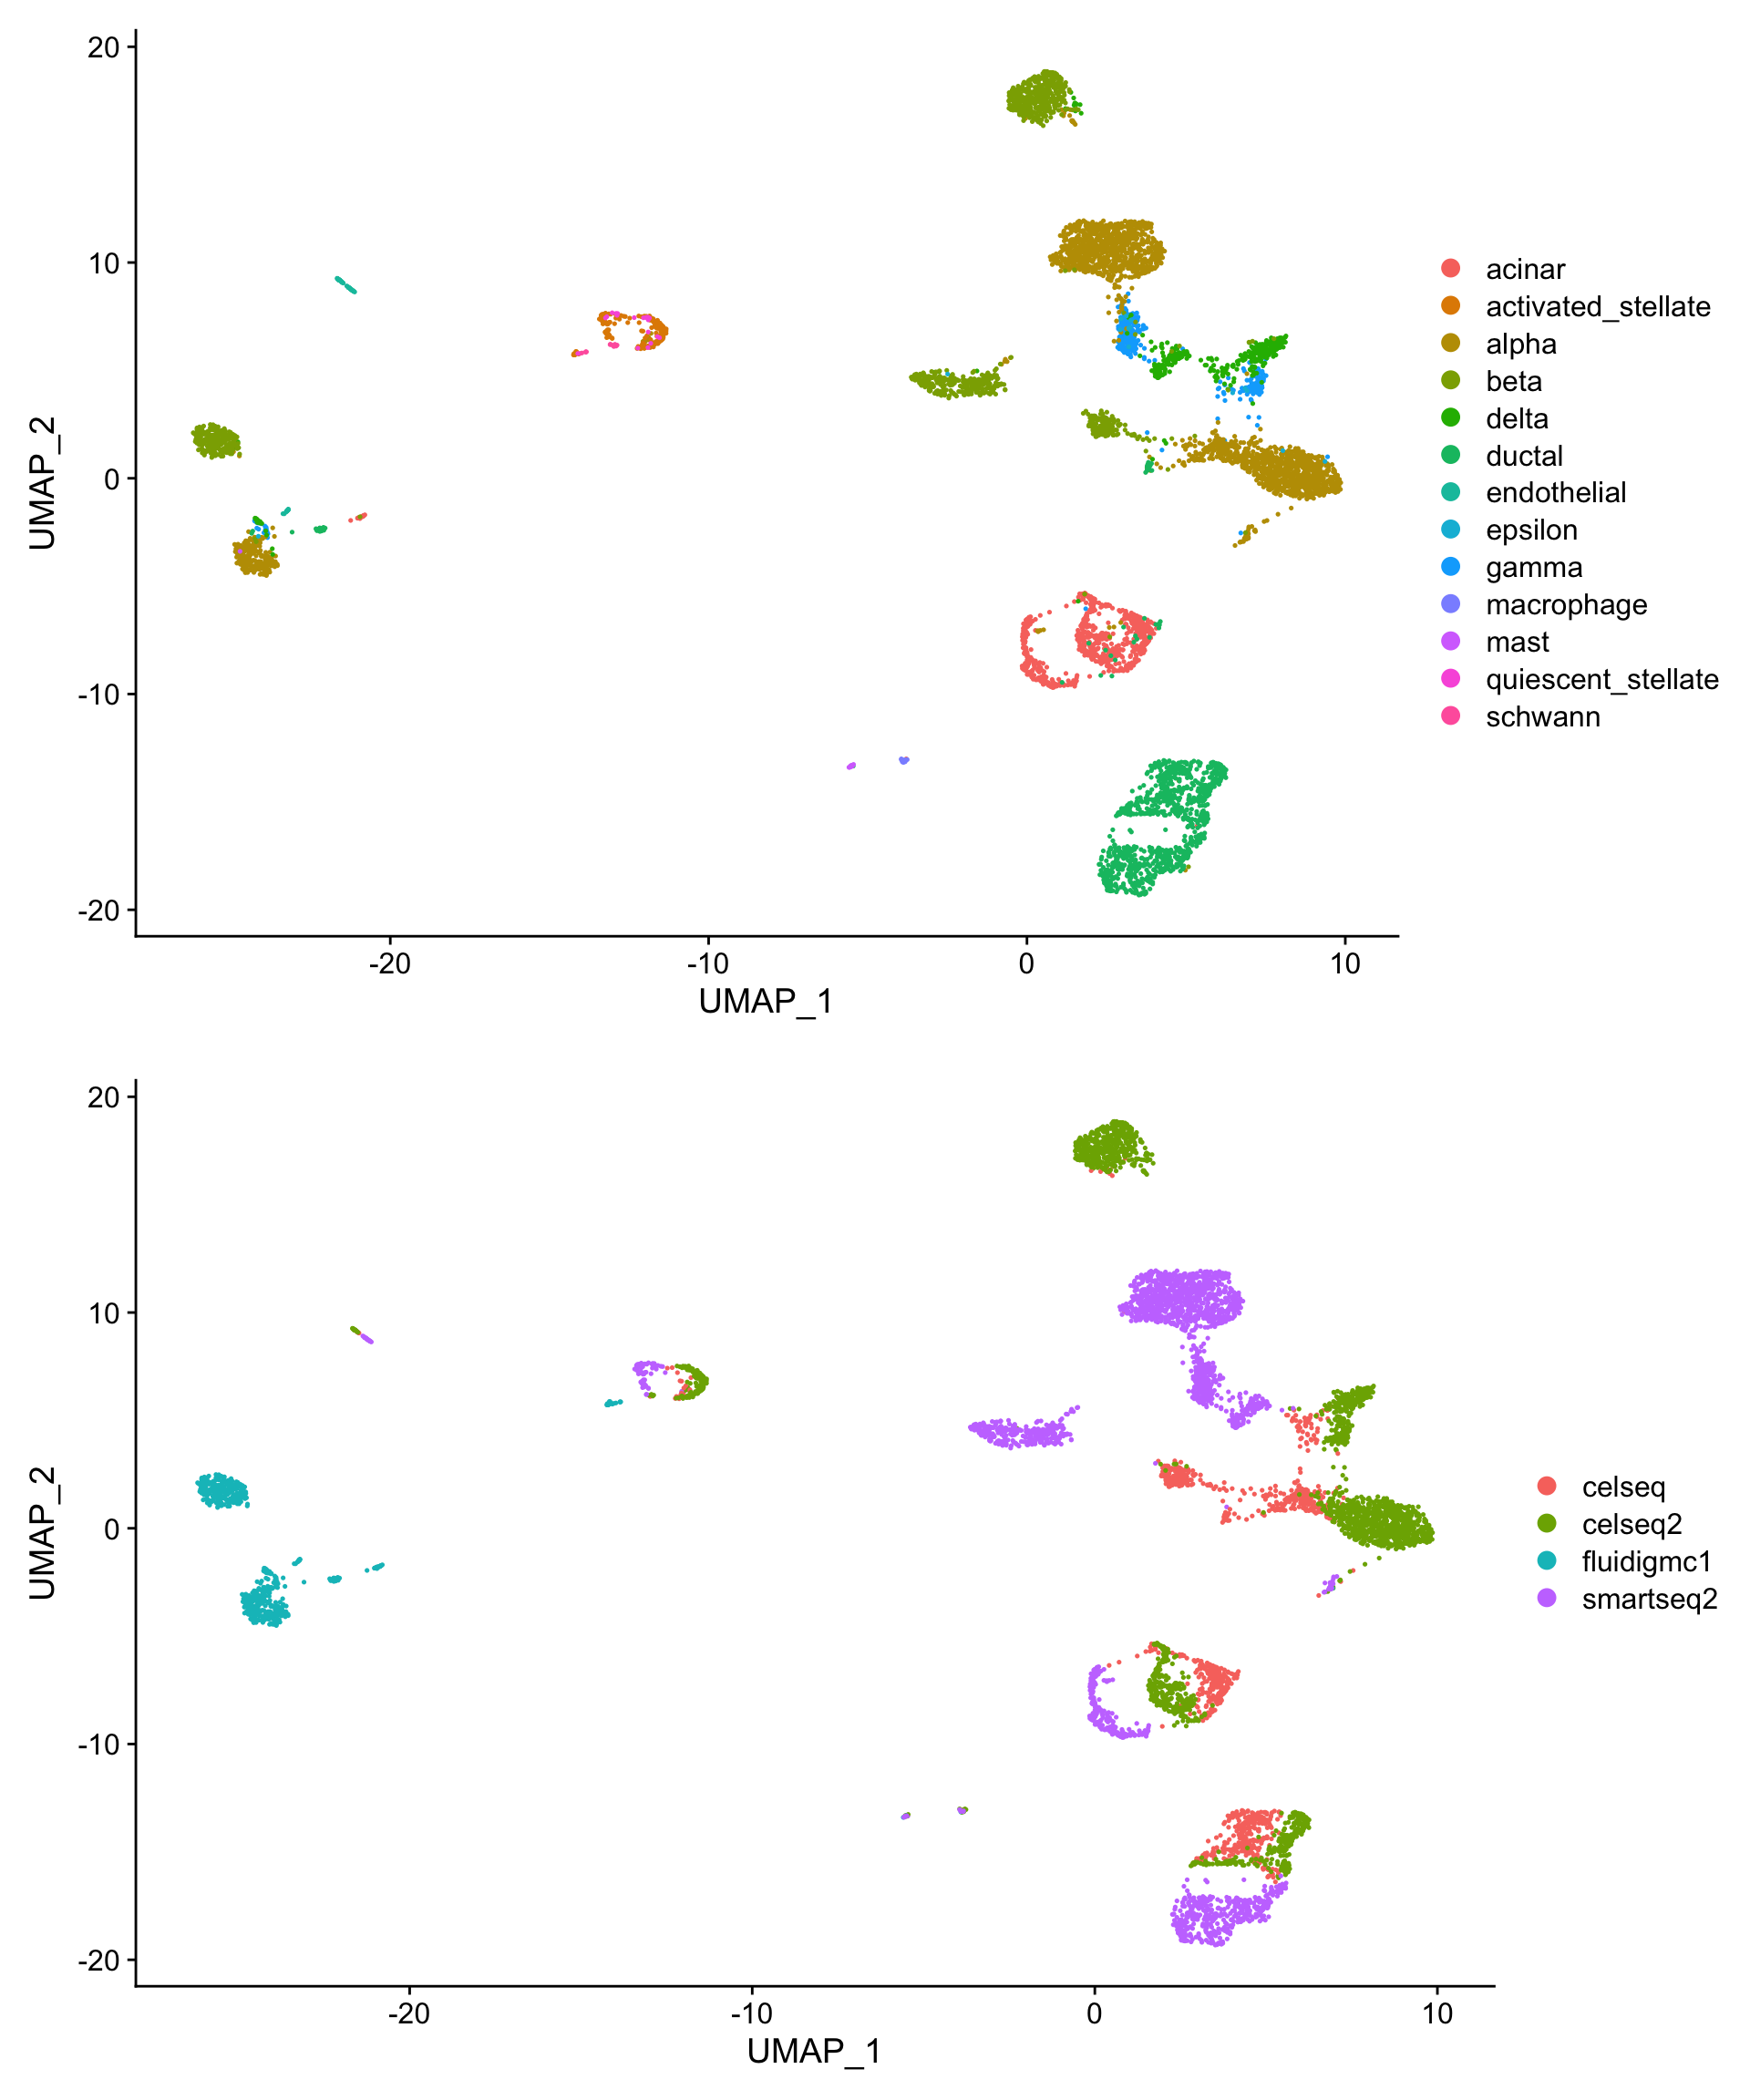 20
10
0
-10
-20
UMAP_2
-20
-10
0
10
UMAP_1
acinar
activated_stellate
alpha
beta
delta
ductal
endothelial
epsilon
gamma
macrophage
mast
quiescent_stellate
schwann
20
10
0
-10
-20
UMAP_2
-20
-10
0
10
UMAP_1
celseq
celseq2
fluidigmc1
smartseq2